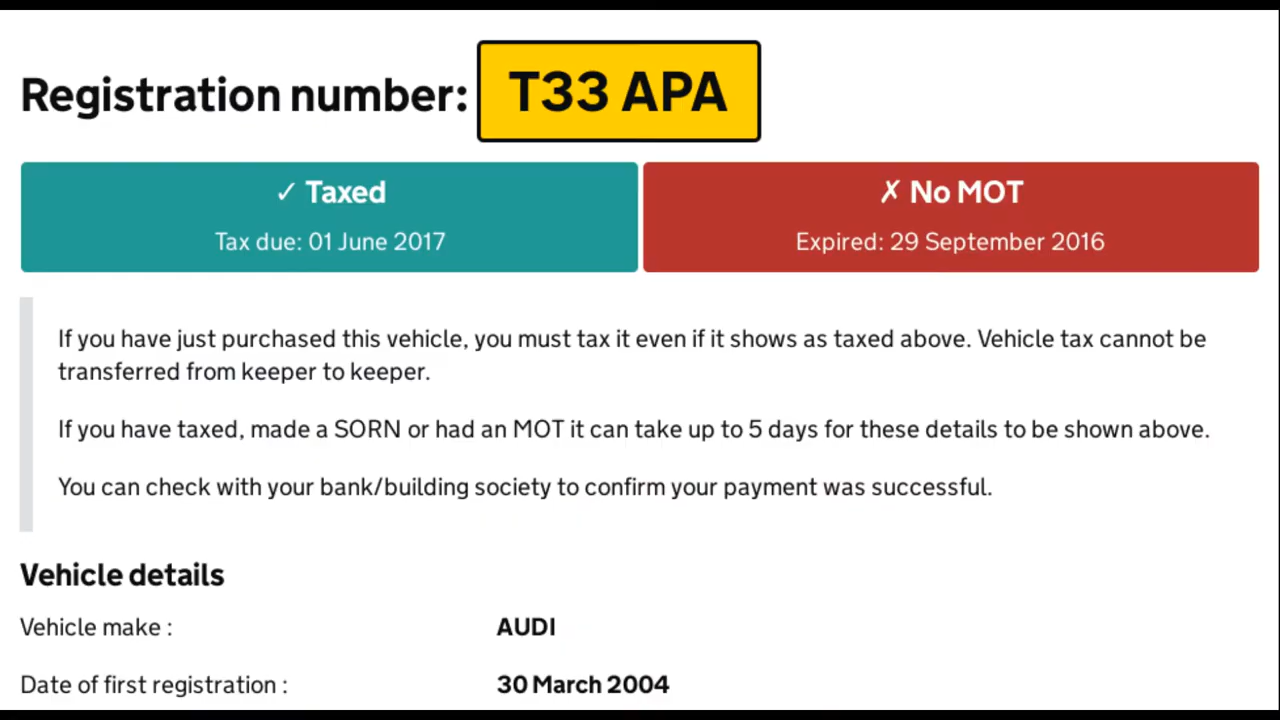 Registration number: T33 APA
✓ Taxed
Tax due: 01 June 2017
✗ No MOT
Expired: 29 September 2016
If you have just purchased this vehicle, you must tax it even if it shows as taxed above. Vehicle tax cannot be
transferred from keeper to keeper.
If you have taxed, made a SORN or had an MOT it can take up to 5 days for these details to be shown above.
You can check with your bank/building society to confirm your payment was successful.
Vehicle details
Vehicle make : AUDI
Date of first registration : 30 March 2004